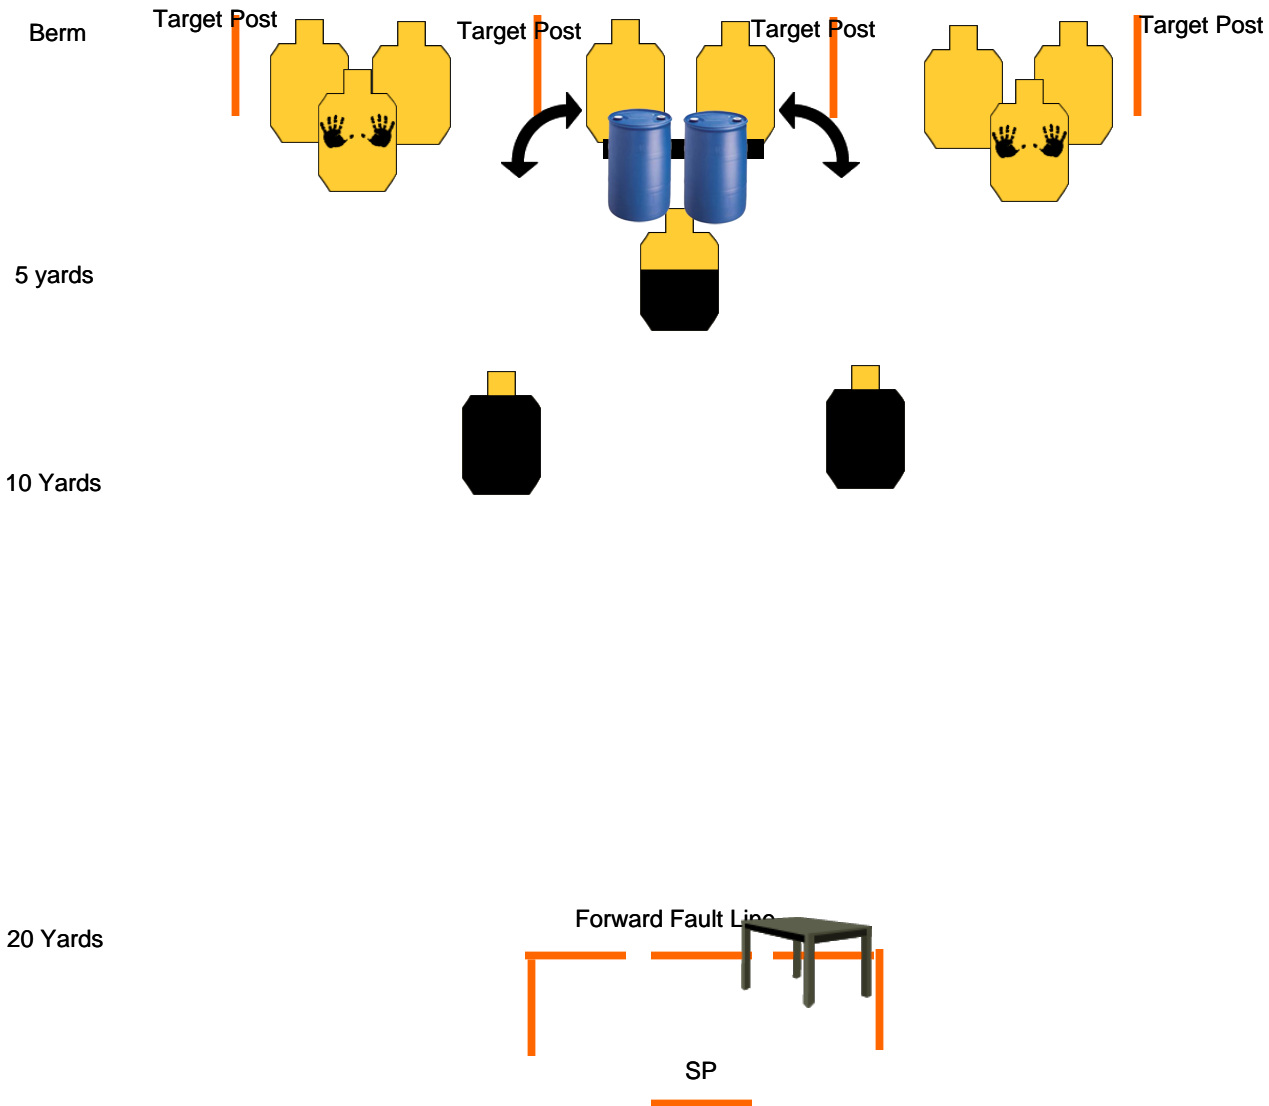 Berm
Target Post
Target Post
Target Post
Target Post
5 yards
10 Yards
20 Yards
Forward Fault Line
SP